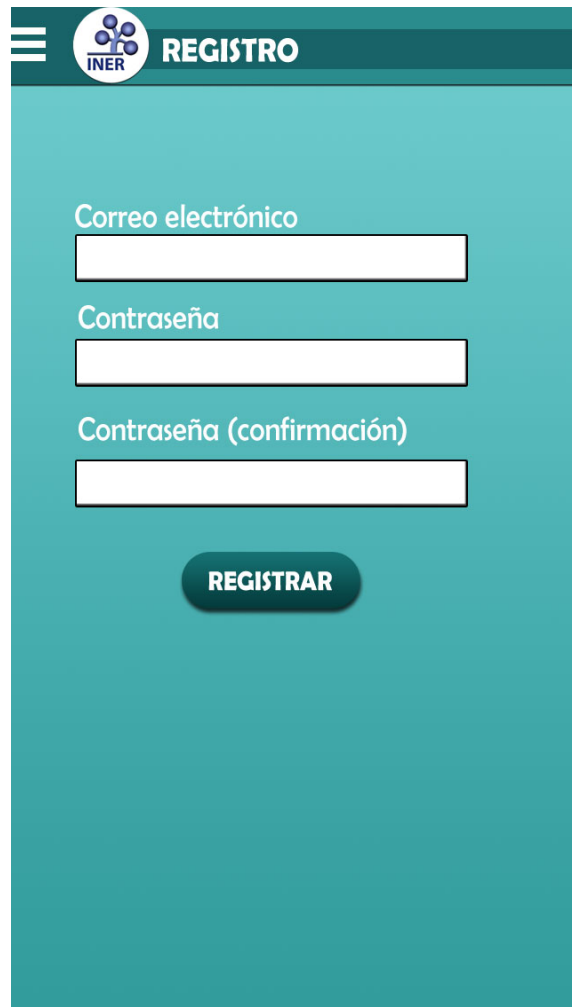 INER
REGISTRO
Correo electrónico
Contraseña
Contraseña (confirmación)
REGISTRAR